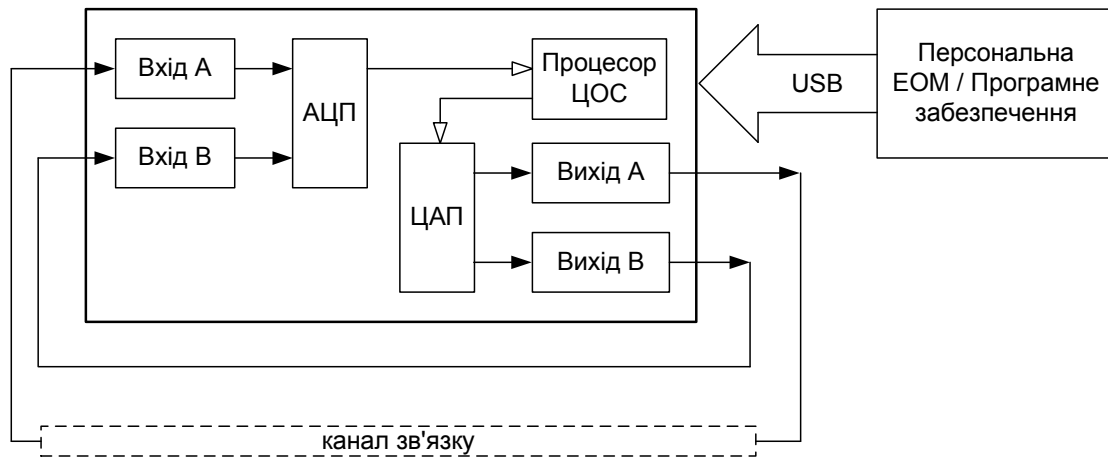 Вхід А
Вхід В
АЦП
Процесор
ЦОС
ЦАП
Вихід А
Вихід В
USB
Персональна
ЕОМ / Програмне
забезпечення
канал зв'язку